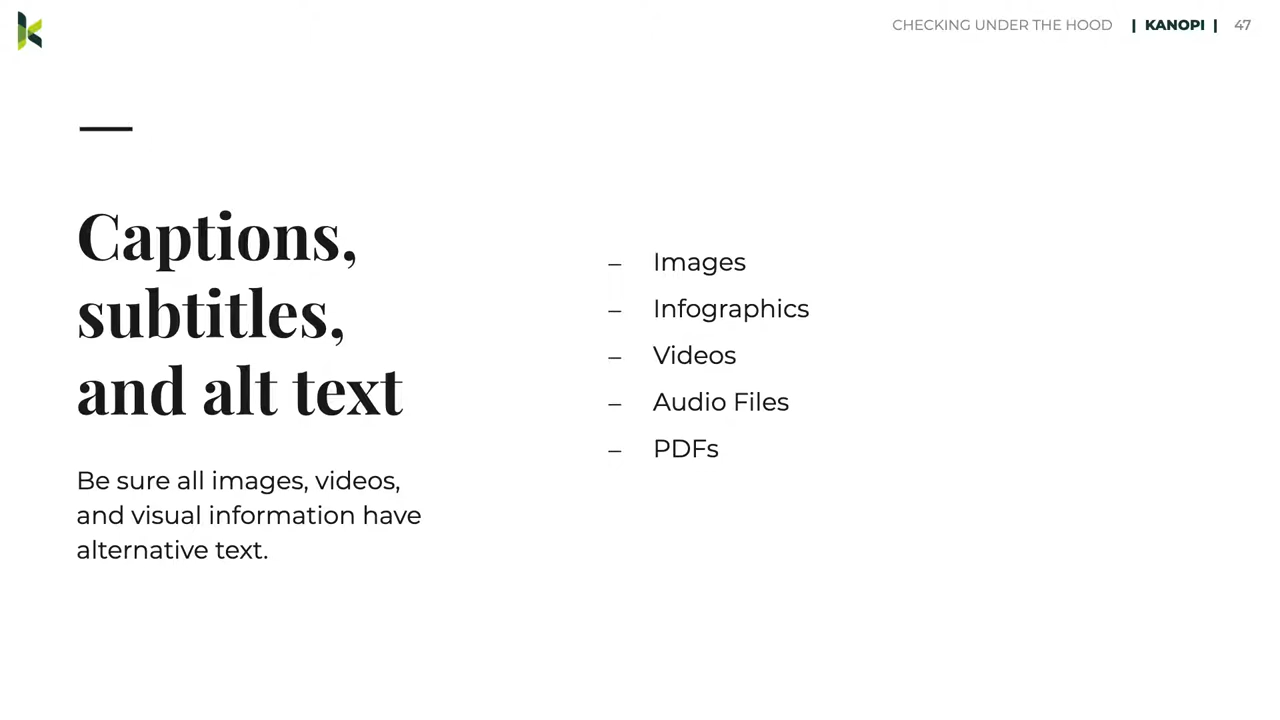 CHECKING UNDER THE HOOD | KANOPI | 47
Captions,
subtitles,
and alt text
Be sure all images, videos,
and visual information have
alternative text.
– Images
– Infographics
– Videos
– Audio Files
– PDFs